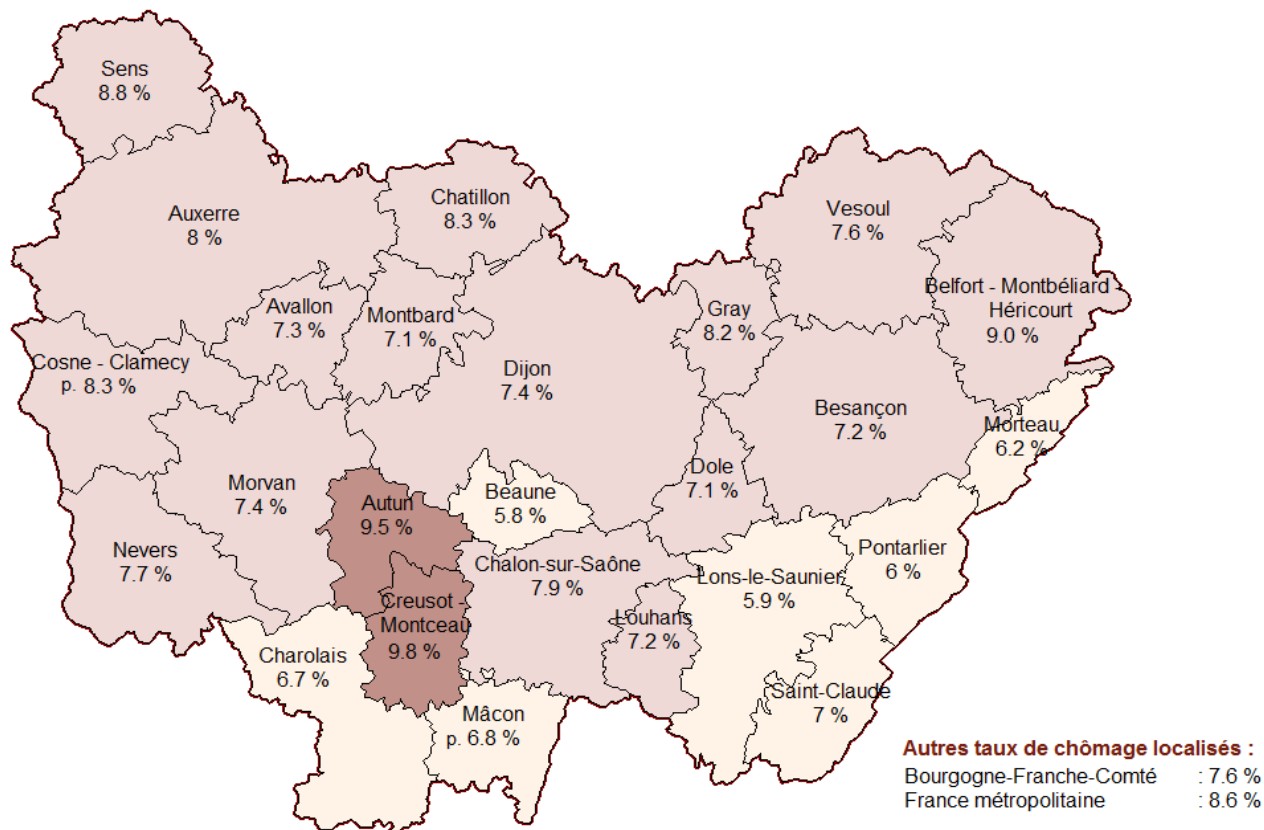 Sens
8.8 %
Auxerre
8 %
Chatillon
8.3 %
Vesoul
7.6 %
Avallon
7.3 %
Montbard
7.1 %
Gray
8.2 %
Belfort - Montbéliard -
Héricourt
9.0 %
Cosne - Clamecy
p. 8.3 %
Dijon
7.4 %
Besançon
7.2 %
Morteau
6.2 %
Morvan
7.4 %
Autun
9.5 %
Beaune
5.8 %
Dole
7.1 %
Nevers
7.7 %
Chalon-sur-Saône
7.9 %
Lons-le-Saunier
5.9 %
Pontarlier
6 %
Creusot -
Montceau
9.8 %
Louhans
7.2 %
Charolais
6.7 %
Saint-Claude
7 %
Mâcon
p. 6.8 %
Autres taux de chômage localisés :
Bourgogne-Franche-Comté : 7.6 %
France métropolitaine : 8.6 %